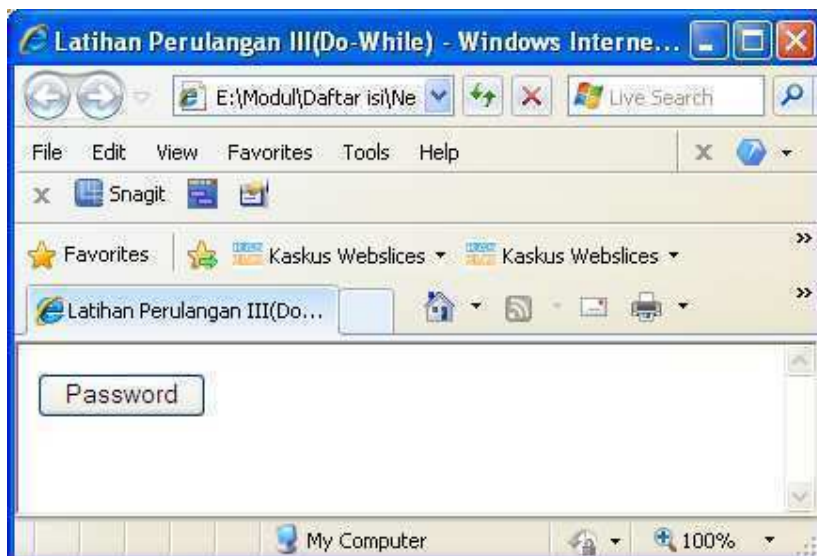 Latihan Perulangan III(Do-While) - Windows Interne...
E:\Modul\Daftar isi\Ne
Live Search
File Edit View Favorites Tools Help
Snagit
Favorites Kaskus Webslices Kaskus Webslices
Latihan Perulangan III(Do...
Password
My Computer 100%